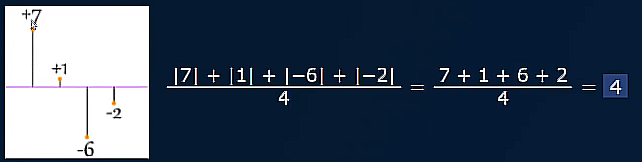 +7
+1
-6
-2
|7| + |1| + |−6| + |−2| / 4 = 7 + 1 + 6 + 2 / 4 = 4